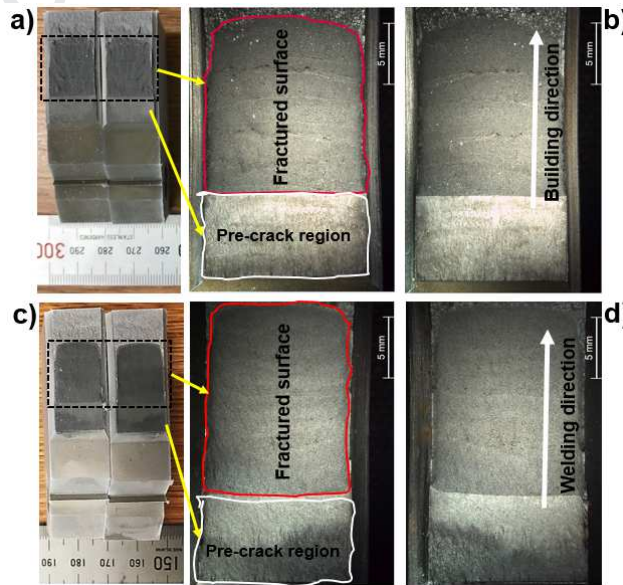 a)
b)
5 mm
5 mm
Fractured surface
Building direction
Pre-crack region
300 290 280 270 260
c)
d)
5 mm
5 mm
Fractured surface
Welding direction
Pre-crack region
190 180 170 160 150